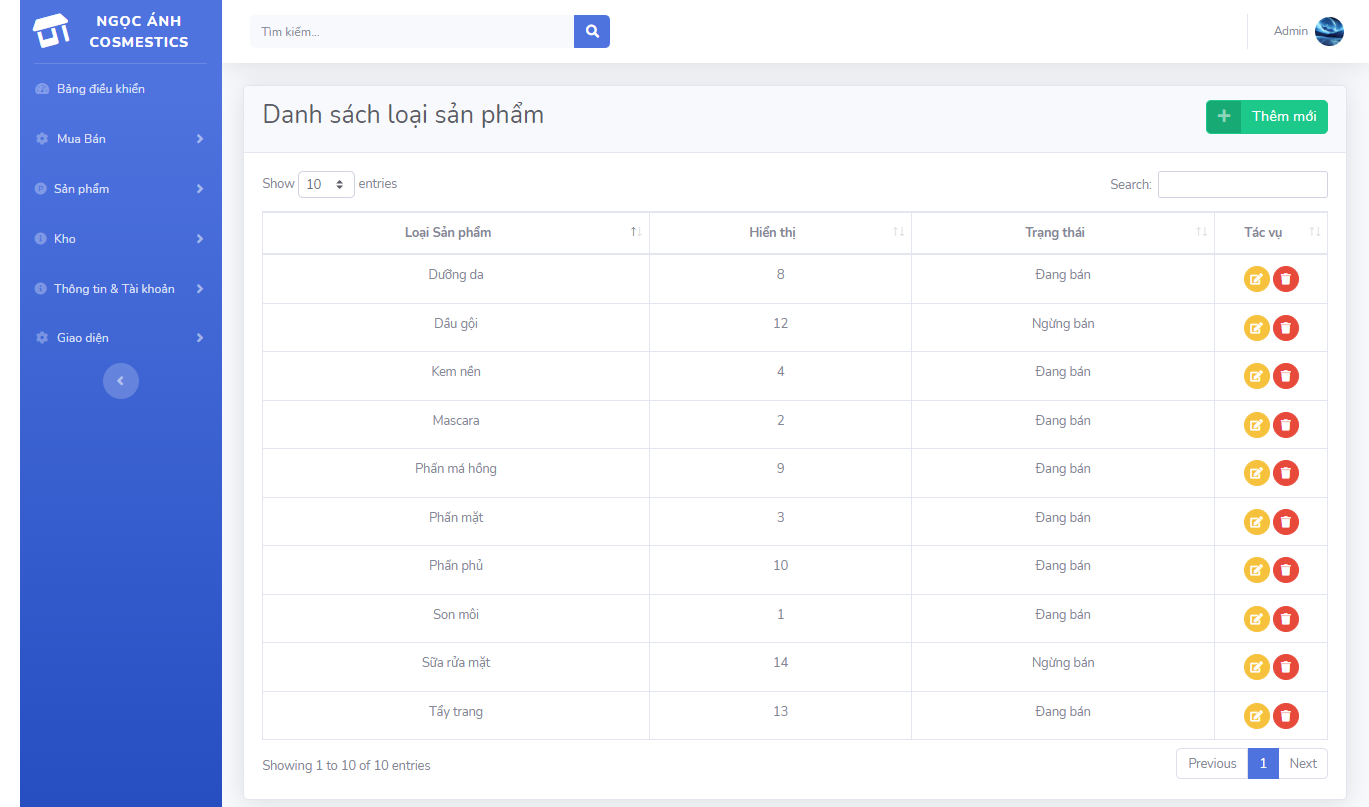 NGỌC ÁNH
COSMESTICS
Tìm kiếm...
Admin
Bảng điều khiển
Mua Bán
Sản phẩm
Kho
Thông tin & Tài khoản
Giao diện
Danh sách loại sản phẩm
Thêm mới
Show 10 entries
Search:
Loại Sản phẩm Hiển thị Trạng thái Tác vụ
Dưỡng da 8 Đang bán
Dầu gội 12 Ngừng bán
Kem nền 4 Đang bán
Mascara 2 Đang bán
Phấn má hồng 9 Đang bán
Phấn mặt 3 Đang bán
Phấn phủ 10 Đang bán
Son môi 1 Đang bán
Sữa rửa mặt 14 Ngừng bán
Tẩy trang 13 Đang bán
Showing 1 to 10 of 10 entries
Previous 1 Next